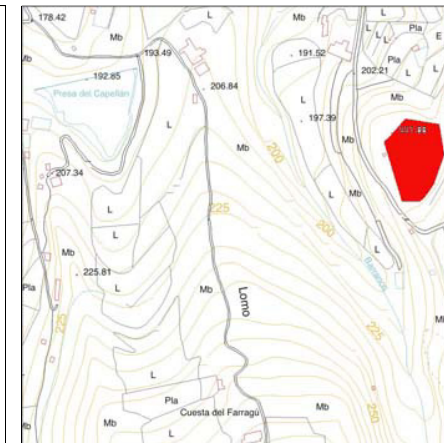 178.42
L
Mb
L
Pla
E
Mb
193.49
191.52
Pla
202.21
192.85
206.84
Mb
Presa del Capellán
L
197.39
Mb
Mb
200
L
Mb
207.34
L
225
Mb
L
L
200
L
Mb
Barranco
225.81
L
Mb
Lomo
Pla
225
Mb
225
L
Pla
Cuesta del Farragú
Mb
Mb
250